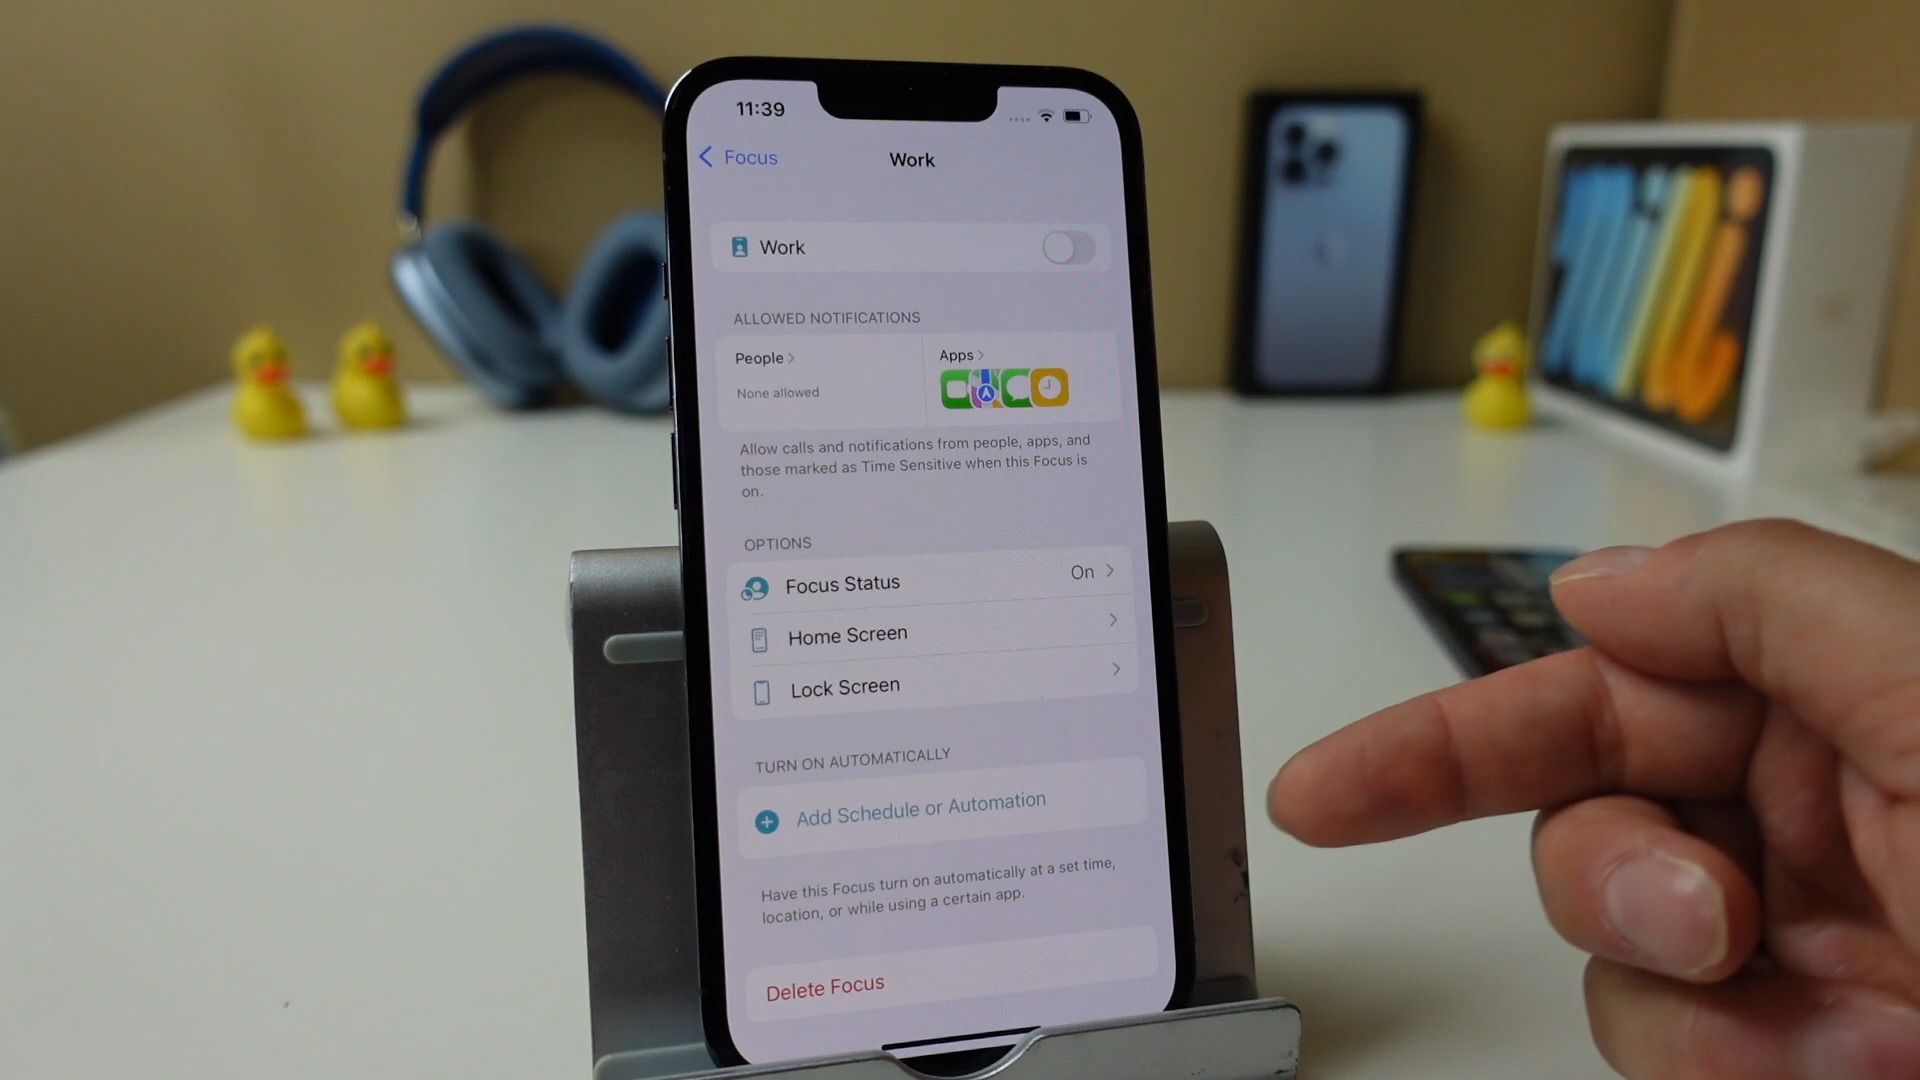 11:39
Focus
Work
Work
ALLOWED NOTIFICATIONS
People
None allowed
Apps
Allow calls and notifications from people, apps, and
those marked as Time Sensitive when this Focus is
on.
OPTIONS
Focus Status
On
Home Screen
Lock Screen
TURN ON AUTOMATICALLY
Add Schedule or Automation
Have this Focus turn on automatically at a set time,
location, or while using a certain app.
Delete Focus